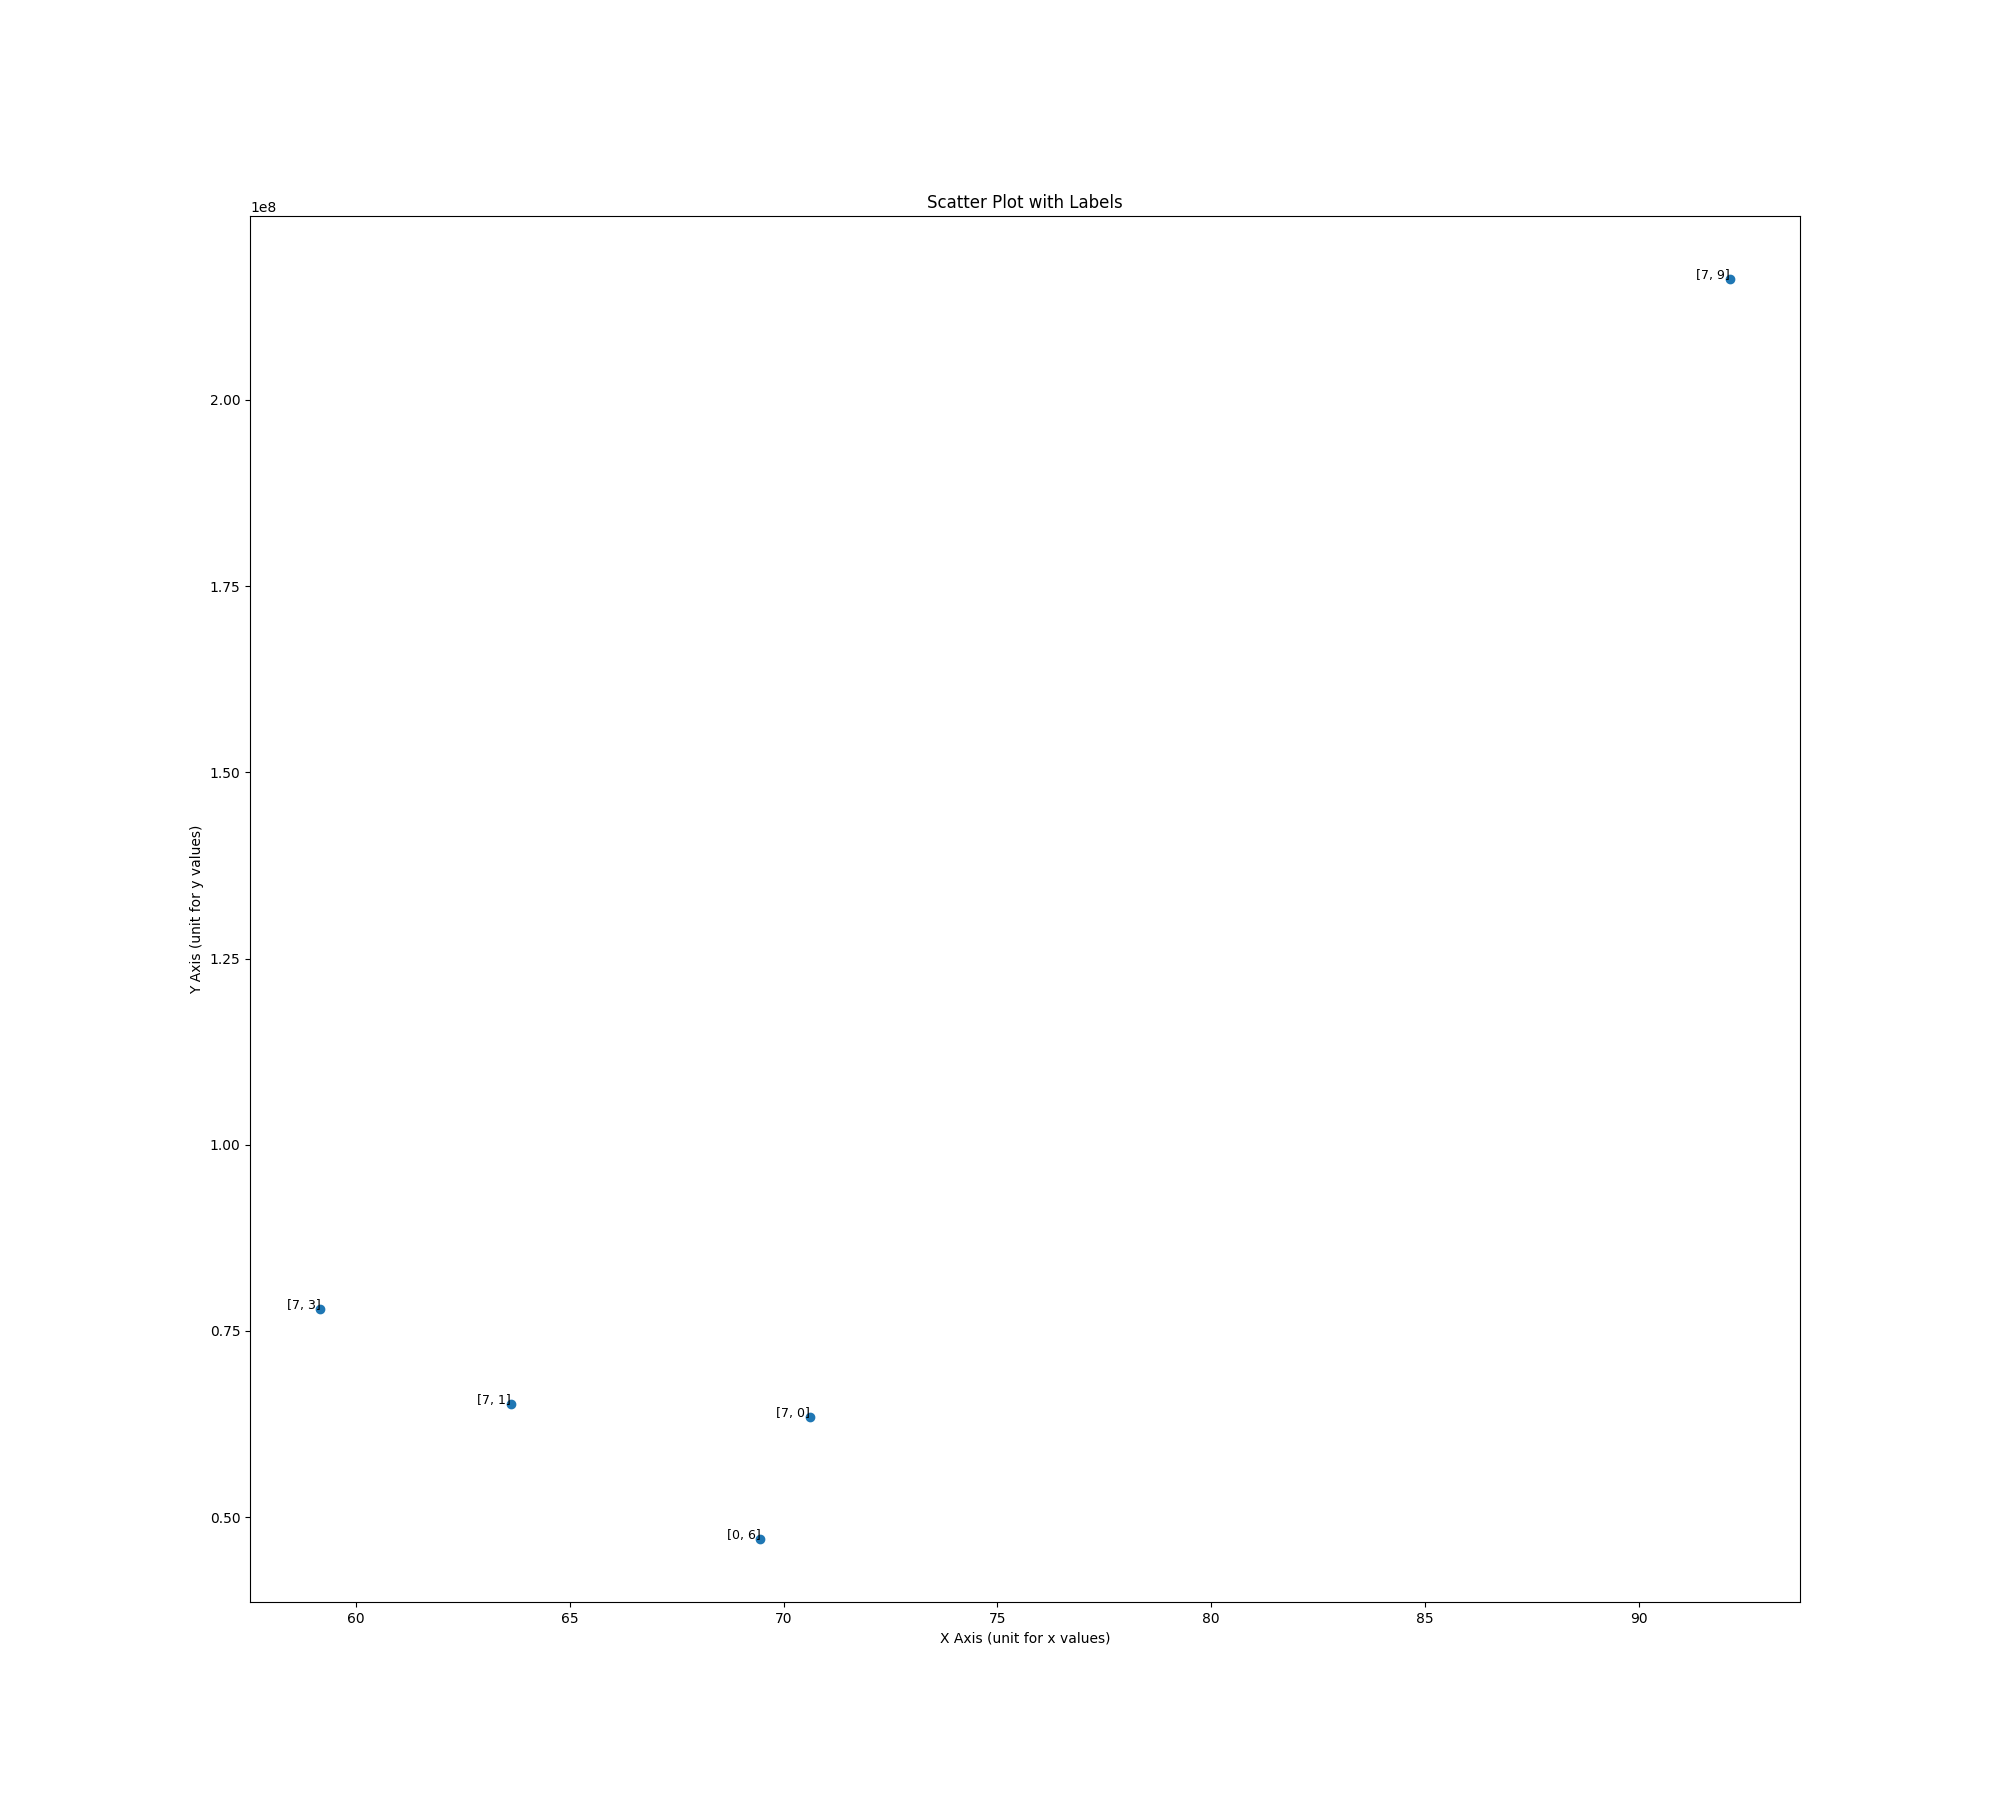 Scatter Plot with Labels
1e8
[7, 9]
2.00
1.75
1.50
Y Axis (unit for y values)
1.25
1.00
[7, 3]
0.75
[7, 1]
[7, 0]
0.50
[0, 6]
60 65 70 75 80 85 90
X Axis (unit for x values)